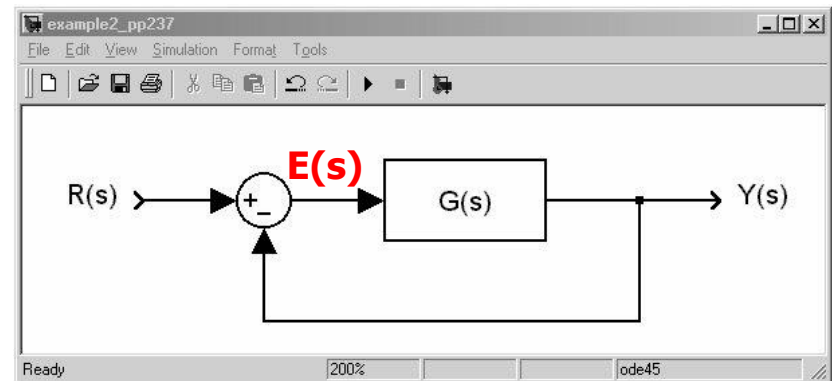 example2_pp237
File Edit View Simulation Format Tools
E(s)
R(s) + - G(s) Y(s)
Ready 200% ode45